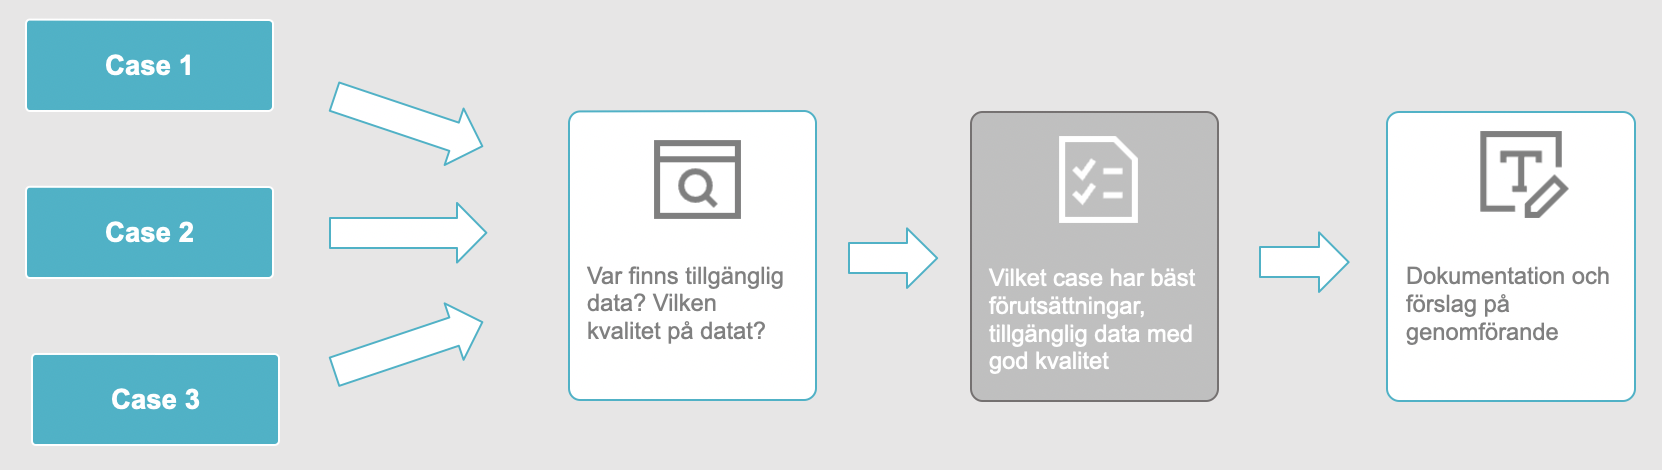 Case 1
Case 2
Case 3
Var finns tillgänglig
data? Vilken
kvalitet på datat?
Vilket case har bäst
förutsättningar,
tillgänglig data med
god kvalitet
T
Dokumentation och
förslag på
genomförande